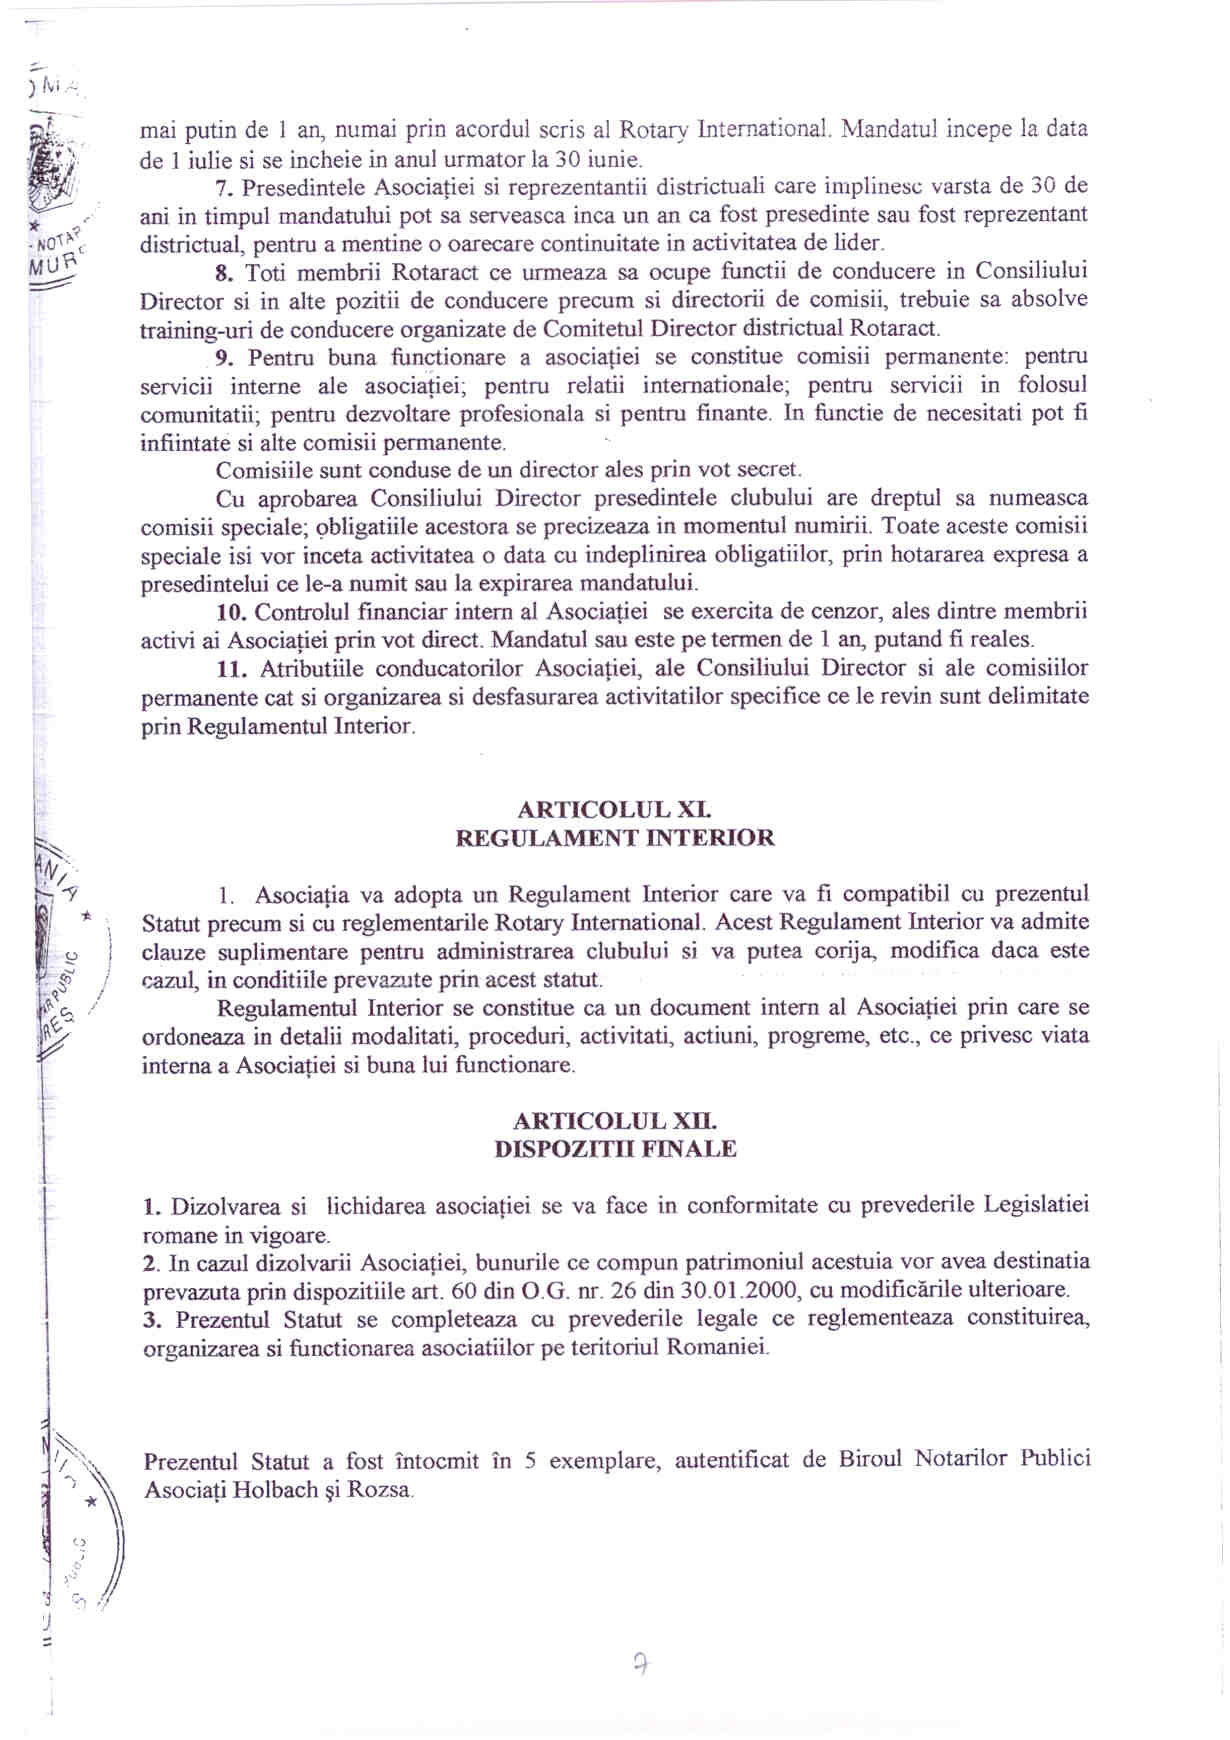 mai putin de 1 an, numai prin acordul scris al Rotary International. Mandatul incepe la data
de 1 iulie si se incheie in anul urmator la 30 iunie.
7. Presedintele Asociației si reprezentantii districtuali care implinesc varsta de 30 de
ani in timpul mandatului pot sa serveasca inca un an ca fost presedinte sau fost reprezentant
districtual, pentru a mentine o oarecare continuitate in activitatea de lider.
8. Toti membrii Rotaract ce urmeaza sa ocupe functii de conducere in Consiliului
Director si in alte pozitii de conducere precum si directorii de comisii, trebuie sa absolve
training-uri de conducere organizate de Comitetul Director districtual Rotaract.
9. Pentru buna funcționare a asociației se constitue comisii permanente: pentru
servicii interne ale asociației; pentru relatii internationale; pentru servicii in folosul
comunitatii; pentru dezvoltare profesionala si pentru finante. In functie de necesitati pot fi
infiintate si alte comisii permanente.
Comisiile sunt conduse de un director ales prin vot secret.
Cu aprobarea Consiliului Director presedintele clubului are dreptul sa numeasca
comisii speciale; obligatiile acestora se precizeaza in momentul numirii. Toate aceste comisii
speciale isi vor inceta activitatea o data cu indeplinirea obligatiilor, prin hotararea expresa a
presedintelui ce le-a numit sau la expirarea mandatului.
10. Controlul financiar intern al Asociației se exercita de cenzor, ales dintre membrii
activi ai Asociației prin vot direct. Mandatul sau este pe termen de 1 an, putand fi reales.
11. Atributiile conducatorilor Asociației, ale Consiliului Director si ale comisiilor
permanente cat si organizarea si desfasurarea activitatilor specifice ce le revin sunt delimitate
prin Regulamentul Interior.
ARTICOLUL XI.
REGULAMENT INTERIOR
1. Asociația va adopta un Regulament Interior care va fi compatibil cu prezentul
Statut precum si cu reglementarile Rotary International. Acest Regulament Interior va admite
clauze suplimentare pentru administrarea clubului si va putea corija, modifica daca este
cazul, in conditiile prevazute prin acest statut.
Regulamentul Interior se constitue ca un document intern al Asociației prin care se
ordoneaza in detalii modalitati, proceduri, activitati, actiuni, progreme, etc., ce privesc viata
interna a Asociației si buna lui functionare.
ARTICOLUL XII.
DISPOZITII FINALE
1. Dizolvarea si lichidarea asociației se va face in conformitate cu prevederile Legislatiei
romane in vigoare.
2. In cazul dizolvarii Asociației, bunurile ce compun patrimoniul acestuia vor avea destinatia
prevazuta prin dispozitiile art. 60 din O.G. nr. 26 din 30.01.2000, cu modificările ulterioare.
3. Prezentul Statut se completeaza cu prevederile legale ce reglementeaza constituirea,
organizarea si functionarea asociatiilor pe teritoriul Romaniei.
Prezentul Statut a fost întocmit în 5 exemplare, autentificat de Biroul Notarilor Publici
Asociați Holbach şi Rozsa.
7